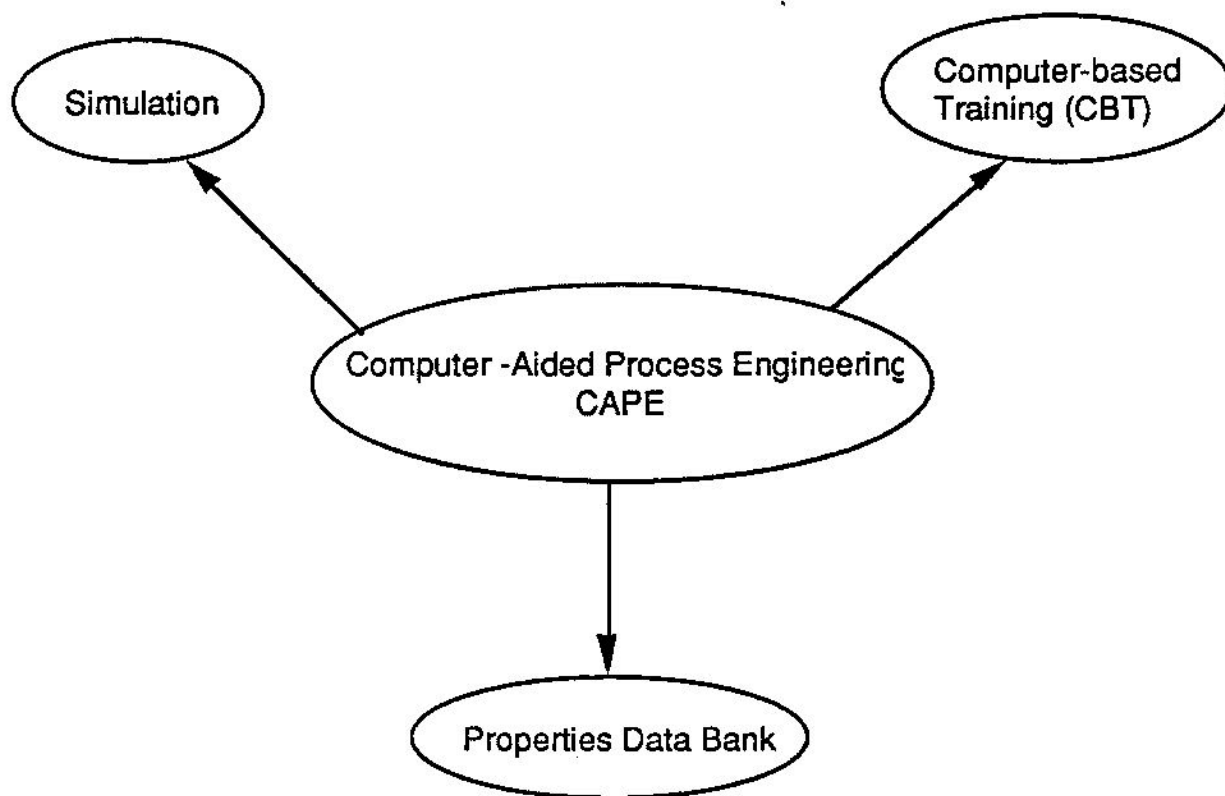 Simulation
Computer-based
Training (CBT)
Computer -Aided Process Engineering
CAPE
Properties Data Bank